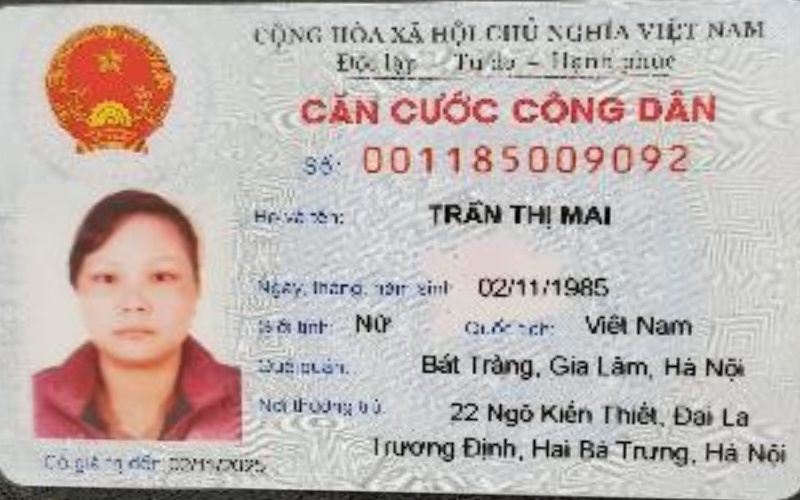 CỘNG HÒA XÃ HỘI CHỦ NGHĨA VIỆT NAM
Độc lập - Tự do - Hạnh phúc
CĂN CƯỚC CÔNG DÂN
Số: 001185009092
Họ và tên: TRẦN THỊ MAI
Ngày, tháng, năm sinh: 02/11/1985
Giới tính: Nữ Quốc tịch: Việt Nam
Quê quán: Bát Tràng, Gia Lâm, Hà Nội
Nơi thường trú: 22 Ngõ Kiến Thiết, Đại La
Trương Định, Hai Bà Trưng, Hà Nội
Có giá trị đến: 02/11/2025